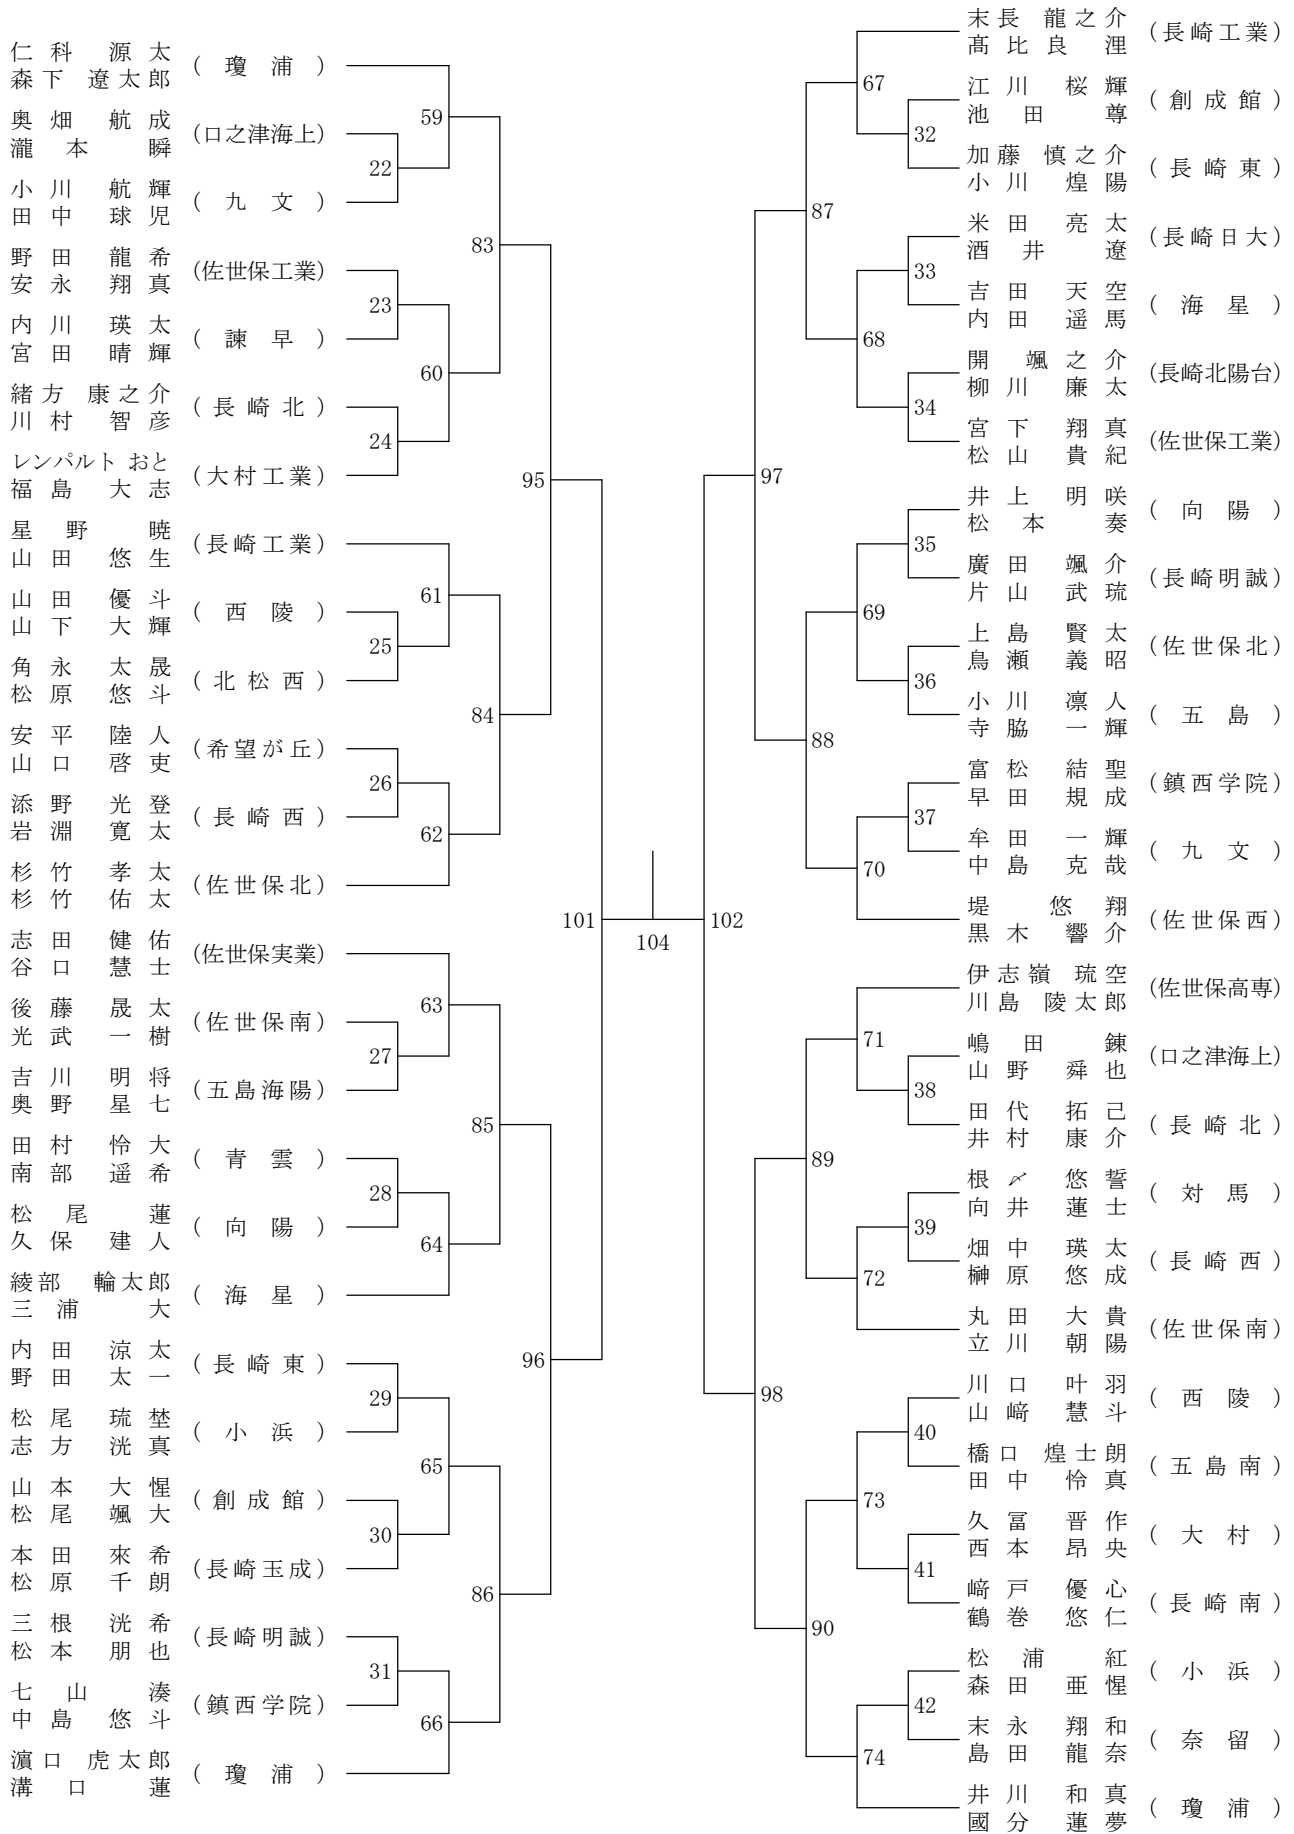 仁科 源太
森下 遼太郎
(瓊浦)
奥畑 航成
瀧本 瞬
(口之津海上)
小川 航輝
田中 球児
(九文)
野田 龍希
安永 翔真
(佐世保工業)
内川 瑛太
宮田 晴輝
(諫早)
緒方 康之介
川村 智彦
(長崎北)
レンパルト おと
福島 大志
(大村工業)
星野 暁
山田 悠生
(長崎工業)
山田 優斗
山下 大輝
(西陵)
角永 太晟
松原 悠斗
(北松西)
安平 陸人
山口 啓吏
(希望が丘)
添野 光登
岩淵 寛太
(長崎西)
杉竹 孝太
杉竹 佑太
(佐世保北)
志田 健佑
谷口 慧士
(佐世保実業)
後藤 晟太
光武 一樹
(佐世保南)
吉川 明将
奥野 星七
(五島海陽)
田村 怜大
南部 遥希
(青雲)
松尾 蓮
久保 建人
(向陽)
綾部 輪太郎
三浦 大
(海星)
内田 涼太
野田 太一
(長崎東)
松尾 琉埜
志方 洸真
(小浜)
山本 大惺
松尾 颯大
(創成館)
本田 來希
松原 千朗
(長崎玉成)
三根 洸希
松本 朋也
(長崎明誠)
七山 湊
中島 悠斗
(鎮西学院)
濵口 虎太郎
溝口 蓮
(瓊浦)
59
22
83
23
60
24
95
61
25
84
26
62
101
63
27
85
28
64
96
29
65
30
86
31
66
104
102
67
32
87
33
68
34
97
35
69
36
88
37
70
71
38
89
39
72
98
40
73
41
90
42
74
末長 龍之介
髙比良 浬
(長崎工業)
江川 桜輝
池田 尊
(創成館)
加藤 慎之介
小川 煌陽
(長崎東)
米田 亮太
酒井 遼
(長崎日大)
吉田 天空
内田 遥馬
(海星)
開 颯之介
柳川 廉太
(長崎北陽台)
宮下 翔真
松山 貴紀
(佐世保工業)
井上 明咲
松本 奏
(向陽)
廣田 颯介
片山 武琉
(長崎明誠)
上島 賢太
鳥瀬 義昭
(佐世保北)
小川 凛人
寺脇 一輝
(五島)
富松 結聖
早田 規成
(鎮西学院)
牟田 一輝
中島 克哉
(九文)
堤 悠翔
黒木 響介
(佐世保西)
伊志嶺 琉空
川島 陵太郎
(佐世保高専)
嶋田 錬
山野 舜也
(口之津海上)
田代 拓己
井村 康介
(長崎北)
根〆 悠誓
向井 蓮士
(対馬)
畑中 瑛太
榊原 悠成
(長崎西)
丸田 大貴
立川 朝陽
(佐世保南)
川口 叶羽
山﨑 慧斗
(西陵)
橋口 煌士朗
田中 怜真
(五島南)
久冨 晋作
西本 昂央
(大村)
﨑戸 優心
鶴巻 悠仁
(長崎南)
松浦 紅
森田 亜惺
(小浜)
末永 翔和
島田 龍奈
(奈留)
井川 和真
國分 蓮夢
(瓊浦)